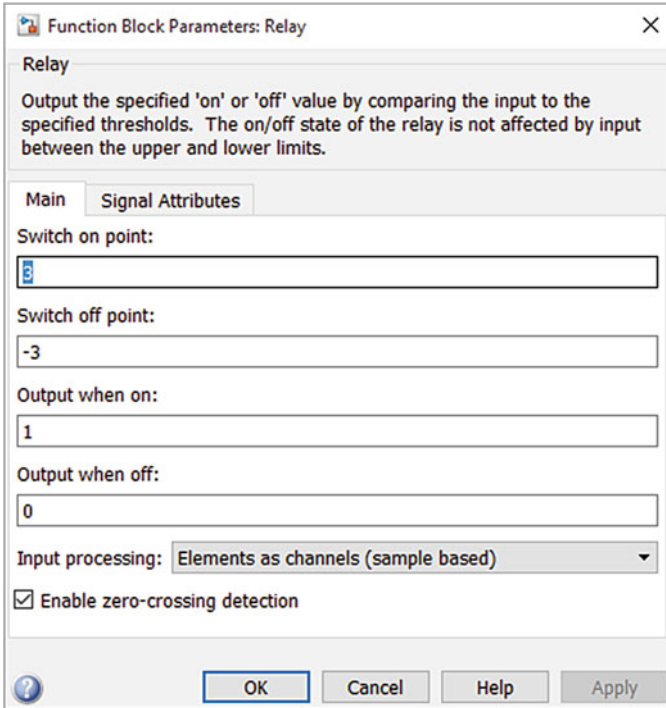 Function Block Parameters: Relay
Relay
Output the specified 'on' or 'off' value by comparing the input to the
specified thresholds. The on/off state of the relay is not affected by input
between the upper and lower limits.
Main Signal Attributes
Switch on point:
3
Switch off point:
-3
Output when on:
1
Output when off:
0
Input processing: Elements as channels (sample based)
Enable zero-crossing detection
? OK Cancel Help Apply